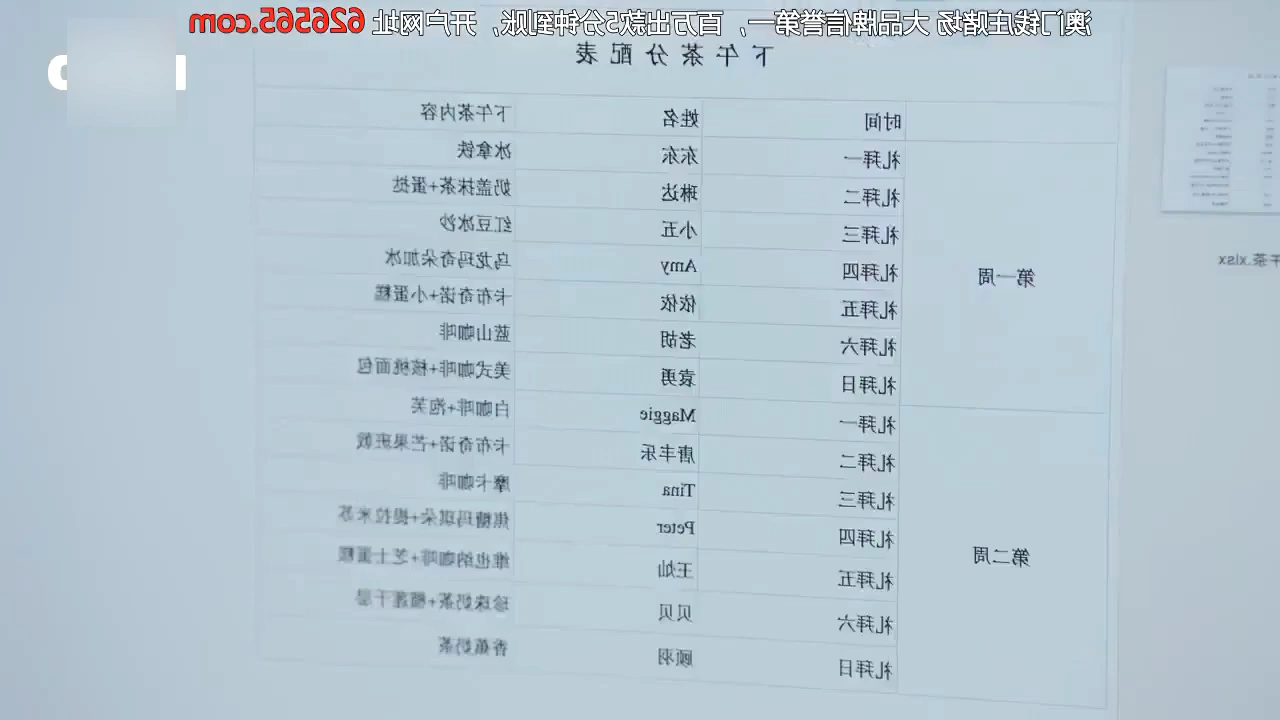 澳门钱庄赌场 大品牌信誉第一，百万出款5分钟到账，开户网址 626565.com
下午茶分配表
时间 姓名 下午茶内容
第一周
礼拜一 东东 冰拿铁
礼拜二 琳达 奶盖抹茶+蛋挞
礼拜三 小五 红豆冰沙
礼拜四 Amy 乌龙玛奇朵加冰
礼拜五 依依 卡布奇诺+小蛋糕
礼拜六 老胡 蓝山咖啡
礼拜日 袁勇 美式咖啡+核桃面包
第二周
礼拜一 Maggie 白咖啡+泡芙
礼拜二 唐丰乐 卡布奇诺+芒果班戟
礼拜三 Tina 摩卡咖啡
礼拜四 Peter 焦糖玛琪朵+提拉米苏
礼拜五 王灿 维也纳咖啡+芝士蛋糕
礼拜六 贝贝 珍珠奶茶+榴莲千层
礼拜日 顾羽 香蕉奶茶
午茶.xlsx